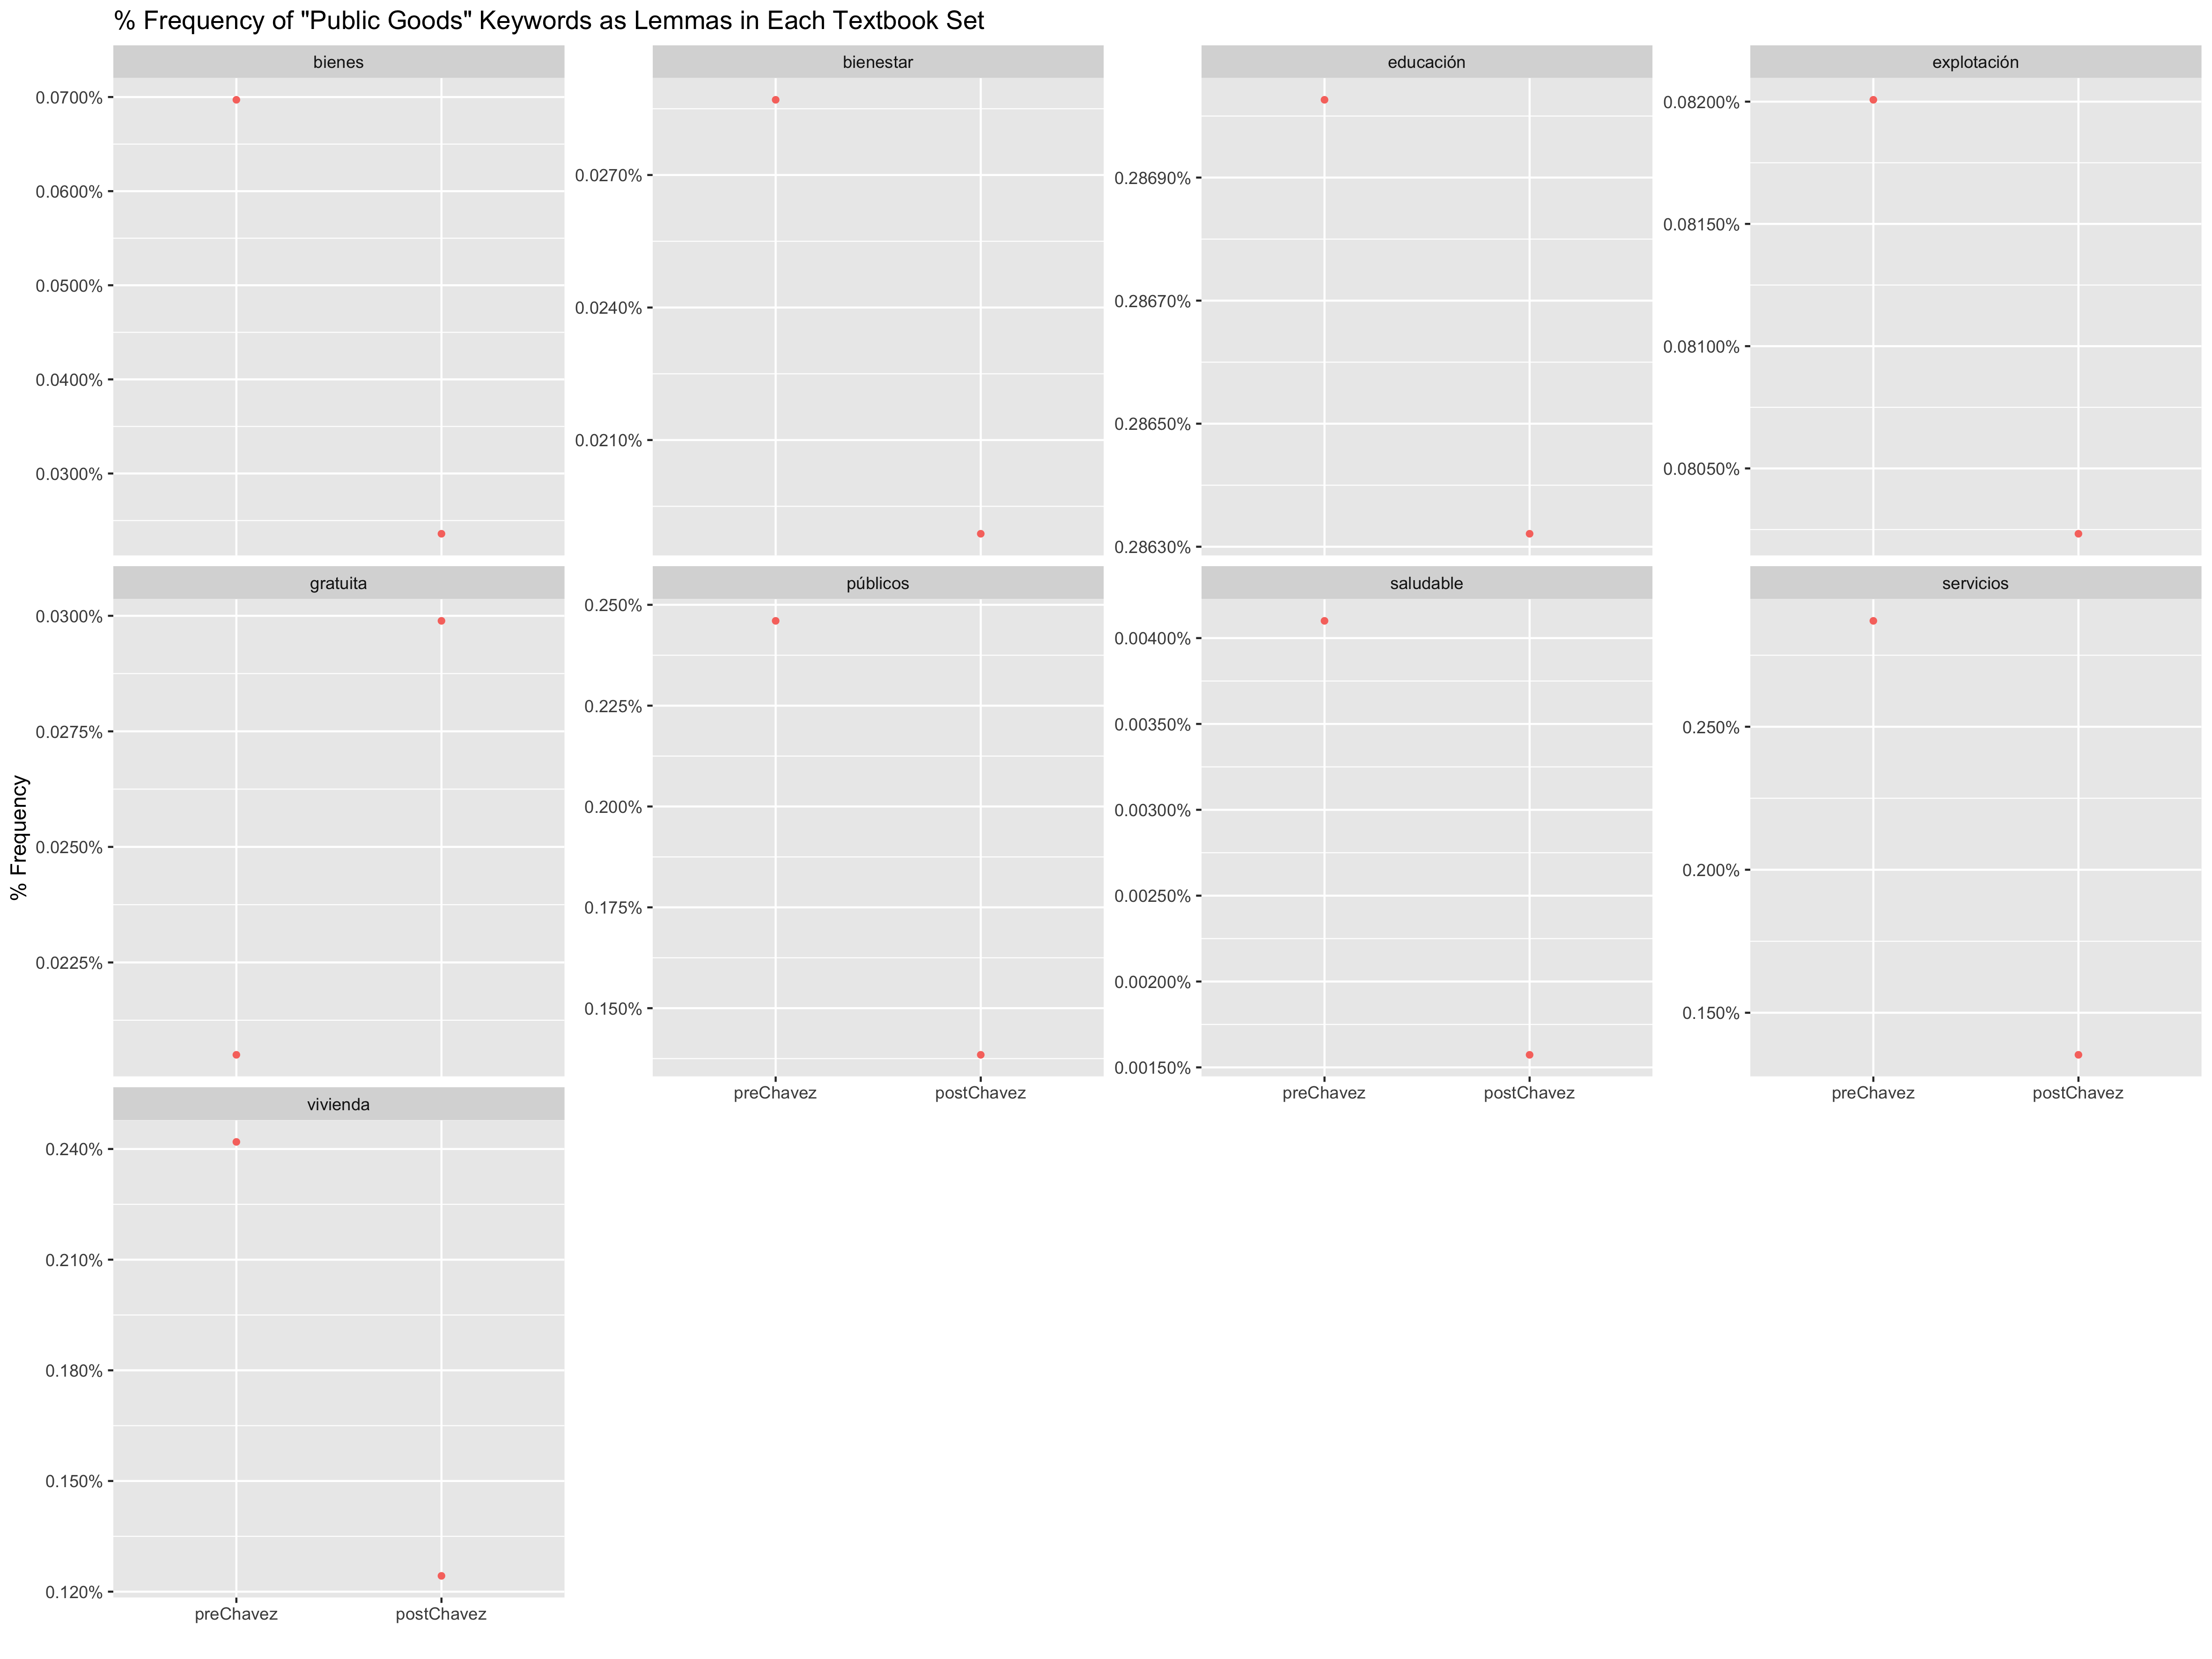 % Frequency of "Public Goods" Keywords as Lemmas in Each Textbook Set
% Frequency
bienes
0.0700%
0.0600%
0.0500%
0.0400%
0.0300%
bienestar
0.0270%
0.0240%
0.0210%
educación
0.28690%
0.28670%
0.28650%
0.28630%
explotación
0.08200%
0.08150%
0.08100%
0.08050%
gratuita
0.0300%
0.0275%
0.0250%
0.0225%
públicos
0.250%
0.225%
0.200%
0.175%
0.150%
preChavez
postChavez
saludable
0.00400%
0.00350%
0.00300%
0.00250%
0.00200%
0.00150%
preChavez
postChavez
servicios
0.250%
0.200%
0.150%
preChavez
postChavez
vivienda
0.240%
0.210%
0.180%
0.150%
0.120%
preChavez
postChavez